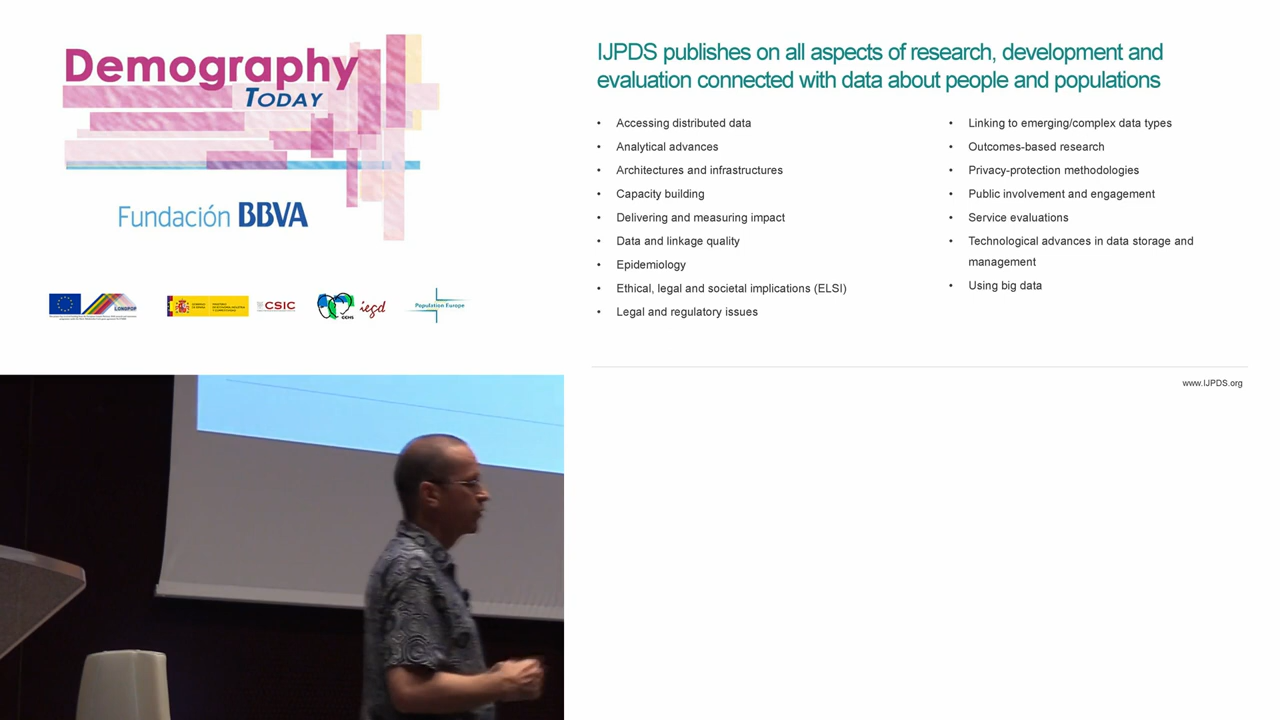 Demography
TODAY
Fundación BBVA
LONGPOP
CSIC
CCHS
iegd
Population Europe
IJPDS publishes on all aspects of research, development and
evaluation connected with data about people and populations
• Accessing distributed data
• Analytical advances
• Architectures and infrastructures
• Capacity building
• Delivering and measuring impact
• Data and linkage quality
• Epidemiology
• Ethical, legal and societal implications (ELSI)
• Legal and regulatory issues
• Linking to emerging/complex data types
• Outcomes-based research
• Privacy-protection methodologies
• Public involvement and engagement
• Service evaluations
• Technological advances in data storage and
management
• Using big data
www.IJPDS.org